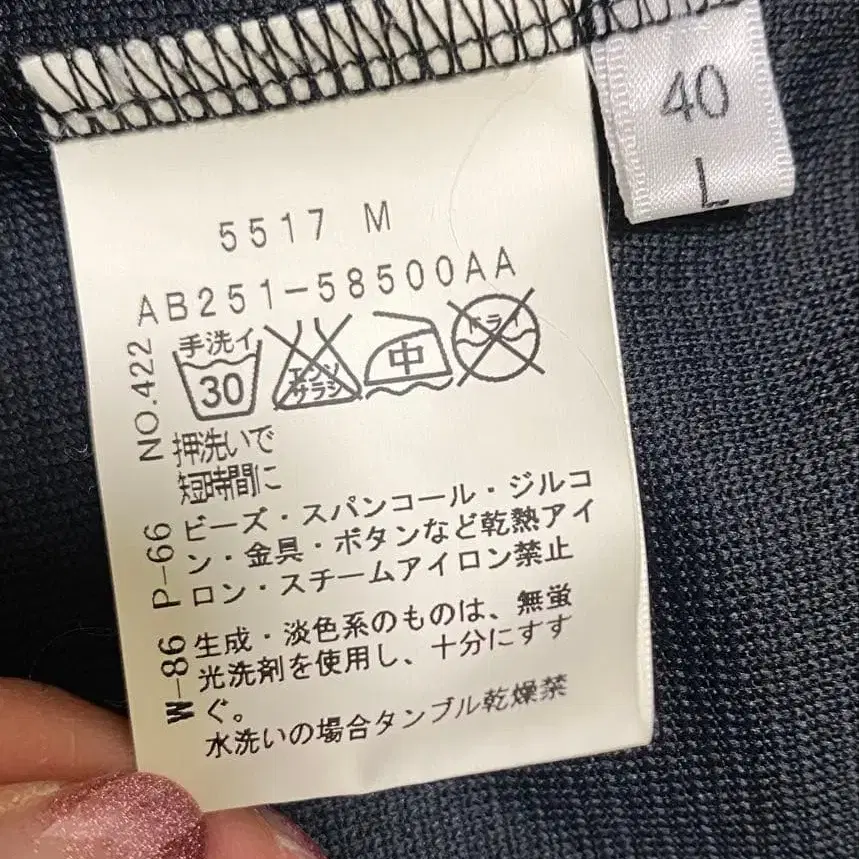 40
L
5517 M
AB251-58500AA
NO.422
手洗イ
30
エンソ
サラシ
中
ドライ
押洗いで
短時間に
P-66
ビーズ・スパンコール・ジルコ
ン・金具・ボタンなど乾熱アイ
ロン・スチームアイロン禁止
W-86
生成・淡色系のものは、無蛍
光洗剤を使用し、十分にすす
ぐ。
水洗いの場合タンブル乾燥禁